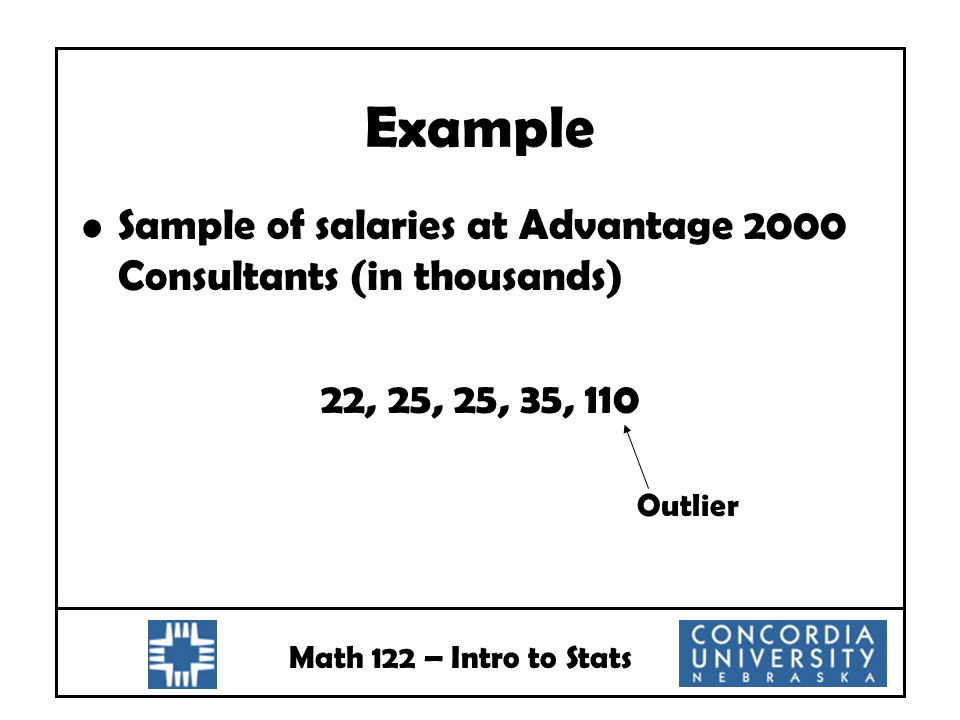 Example
● Sample of salaries at Advantage 2000
Consultants (in thousands)
22, 25, 25, 35, 110
Outlier
Math 122 – Intro to Stats
CONCORDIA
UNIVERSITY
NEBRASKA